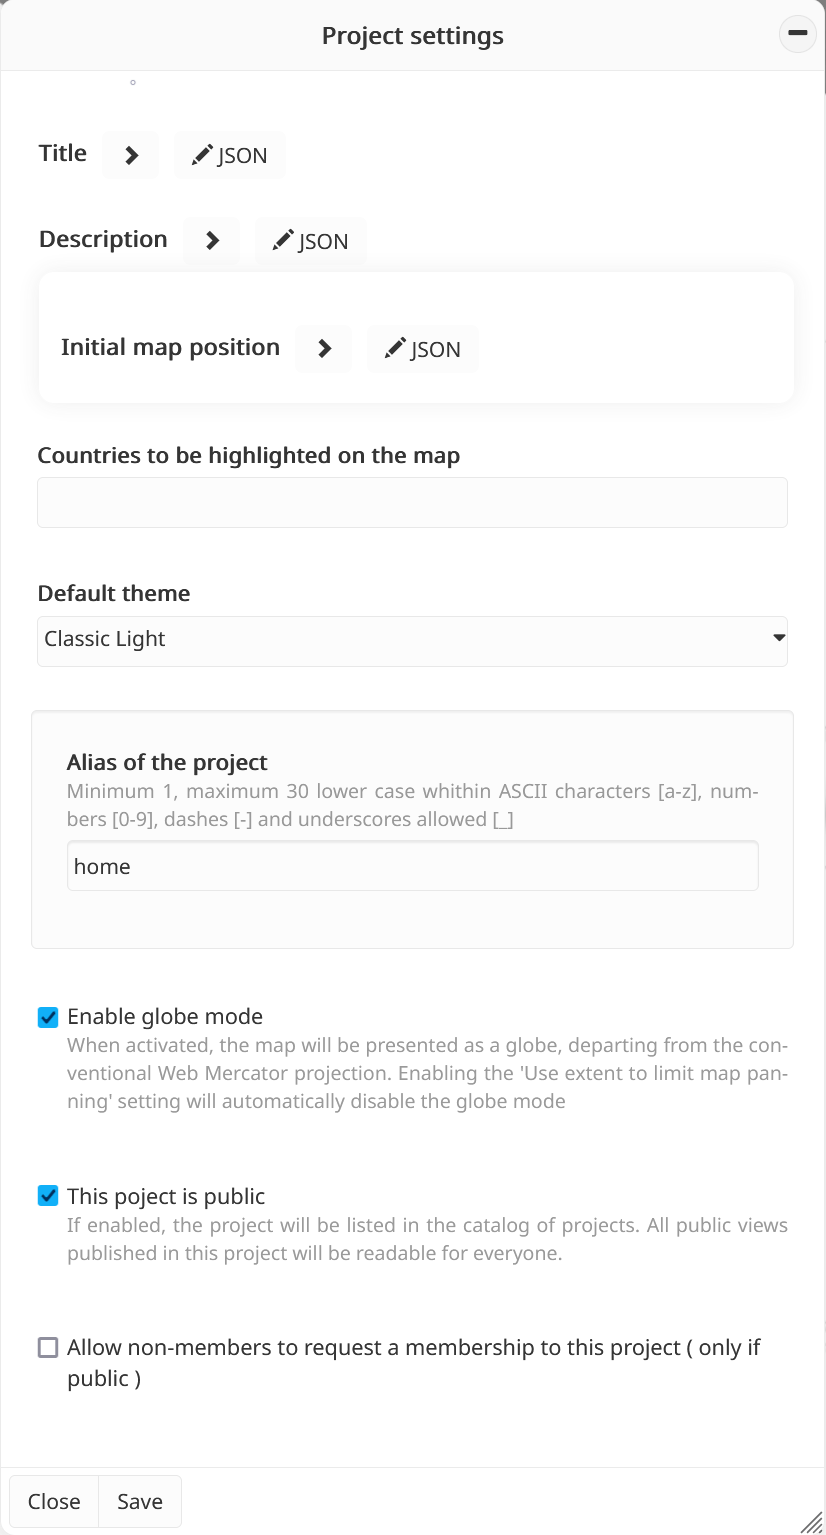 Project settings
Title
JSON
Description
JSON
Initial map position
JSON
Countries to be highlighted on the map
Default theme
Classic Light
Alias of the project
Minimum 1, maximum 30 lower case whithin ASCII characters [a-z], num-
bers [0-9], dashes [-] and underscores allowed [_]
home
Enable globe mode
When activated, the map will be presented as a globe, departing from the con-
ventional Web Mercator projection. Enabling the 'Use extent to limit map pan-
ning' setting will automatically disable the globe mode
This poject is public
If enabled, the project will be listed in the catalog of projects. All public views
published in this project will be readable for everyone.
Allow non-members to request a membership to this project ( only if
public )
Close
Save